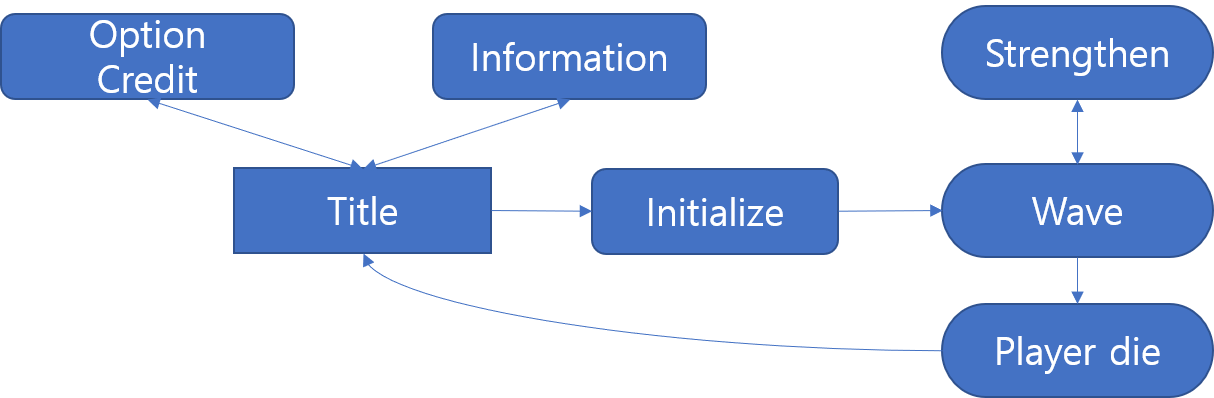 Option
Credit
Information
Strengthen
Title
Initialize
Wave
Player die